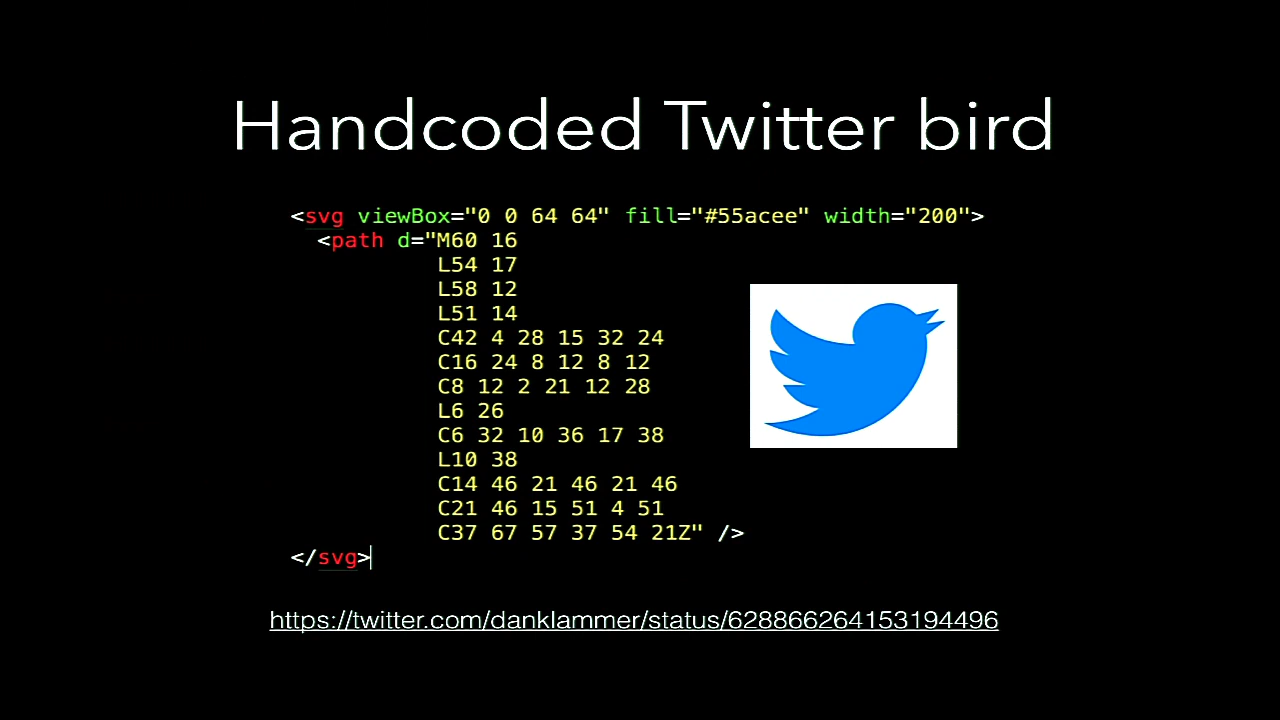 Handcoded Twitter bird
<svg viewBox="0 0 64 64" fill="#55acee" width="200">
<path d="M60 16
L54 17
L58 12
L51 14
C42 4 28 15 32 24
C16 24 8 12 8 12
C8 12 2 21 12 28
L6 26
C6 32 10 36 17 38
L10 38
C14 46 21 46 21 46
C21 46 15 51 4 51
C37 67 57 37 54 21Z" />
</svg>
https://twitter.com/danklammer/status/628866264153194496